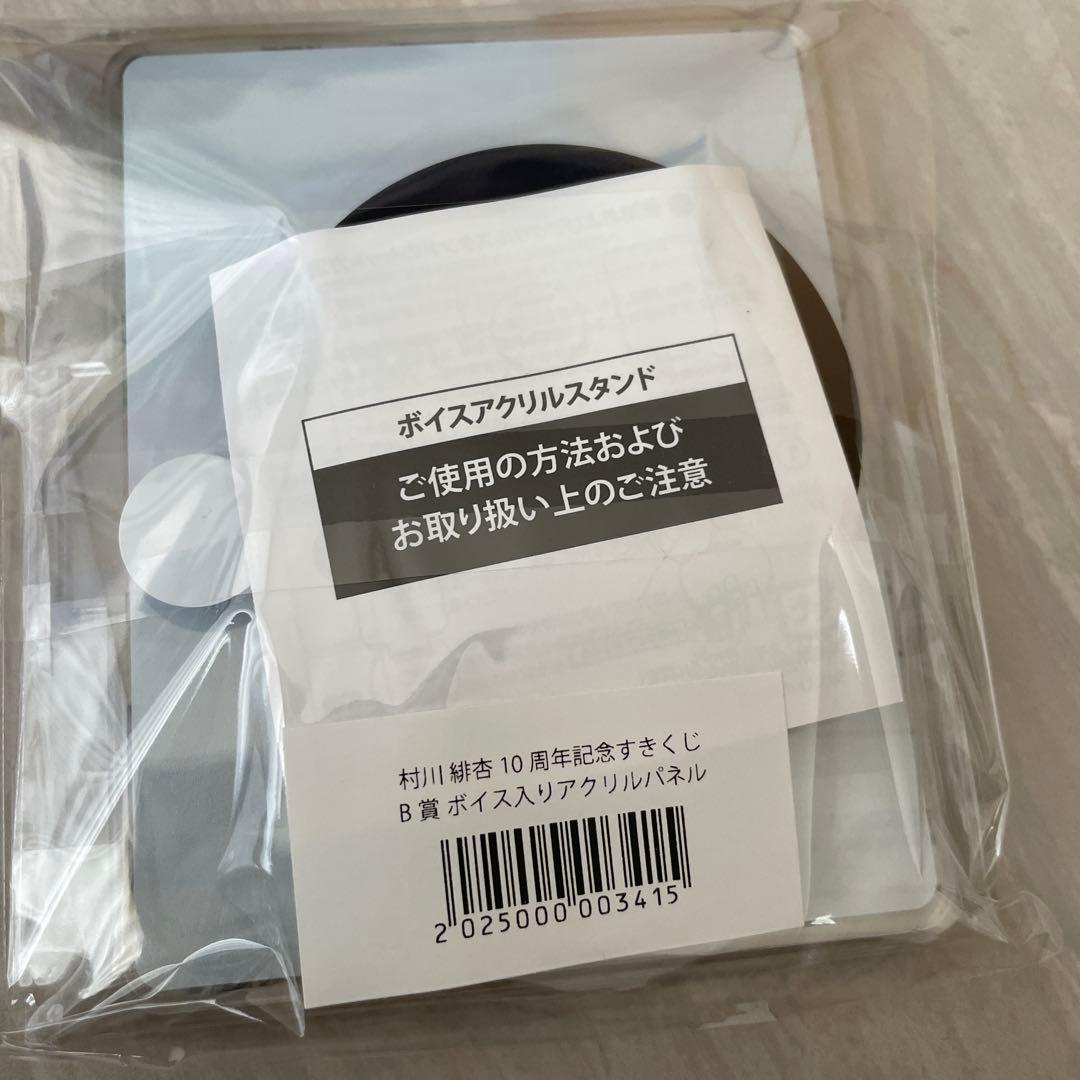 ボイスアクリルスタンド
ご使用の方法および
お取り扱い上のご注意
村川 緋杏 10 周年記念すきくじ
B 賞 ボイス入りアクリルパネル
2 025000 003415